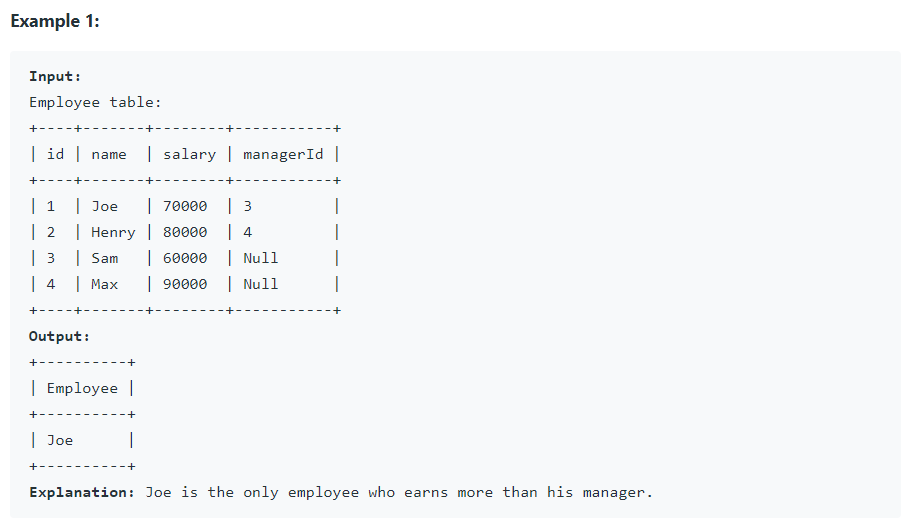 Example 1:
Input:
Employee table:
+----+-------+--------+-----------+
| id | name  | salary | managerId |
+----+-------+--------+-----------+
| 1  | Joe   | 70000  | 3         |
| 2  | Henry | 80000  | 4         |
| 3  | Sam   | 60000  | Null      |
| 4  | Max   | 90000  | Null      |
+----+-------+--------+-----------+
Output:
+----------+
| Employee |
+----------+
| Joe      |
+----------+
Explanation: Joe is the only employee who earns more than his manager.